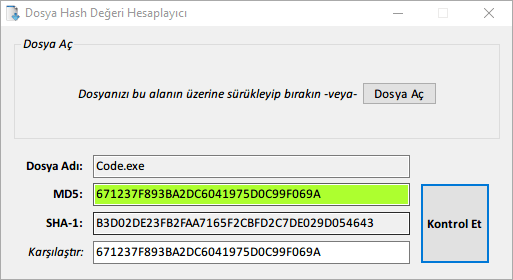 Dosya Hash Değeri Hesaplayıcı
Dosya Aç
Dosyanızı bu alanın üzerine sürükleyip bırakın -veya- Dosya Aç
Dosya Adı: Code.exe
MD5: 671237F893BA2DC6041975D0C99F069A
SHA-1: B3D02DE23FB2FAA7165F2CBFD2C7DE029D054643
Kontrol Et
Karşılaştır: 671237F893BA2DC6041975D0C99F069A